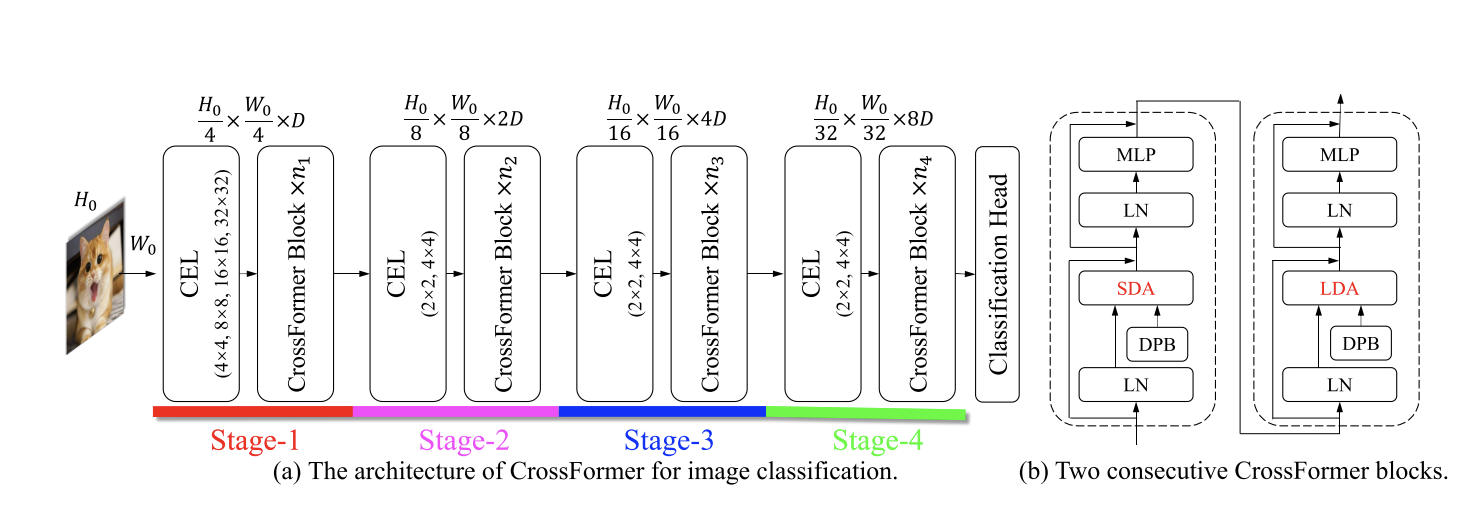 H₀/4 × W₀/4 × D
H₀/8 × W₀/8 × 2D
H₀/16 × W₀/16 × 4D
H₀/32 × W₀/32 × 8D
H₀
W₀
CEL
(4×4, 8×8, 16×16, 32×32)
CrossFormer Block ×n₁
CEL
(2×2, 4×4)
CrossFormer Block ×n₂
CEL
(2×2, 4×4)
CrossFormer Block ×n₃
CEL
(2×2, 4×4)
CrossFormer Block ×n₄
Classification Head
Stage-1
Stage-2
Stage-3
Stage-4
(a) The architecture of CrossFormer for image classification.
MLP
LN
SDA
DPB
LN
MLP
LN
LDA
DPB
LN
(b) Two consecutive CrossFormer blocks.